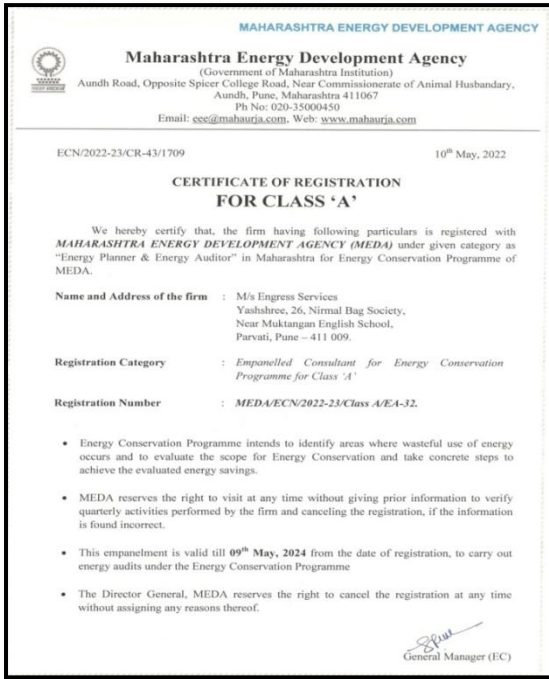 MAHARASHTRA ENERGY DEVELOPMENT AGENCY
Maharashtra Energy Development Agency
(Government of Maharashtra Institution)
Aundh Road, Opposite Spicer College Road, Near Commissionerate of Animal Husbandary,
Aundh, Pune, Maharashtra 411067
Ph No: 020-35000450
Email: eee@mahaurja.com, Web: www.mahaurja.com
ECN/2022-23/CR-43/1709
10th May, 2022
CERTIFICATE OF REGISTRATION
FOR CLASS ‘A’
We hereby certify that, the firm having following particulars is registered with
MAHARASHTRA ENERGY DEVELOPMENT AGENCY (MEDA) under given category as
“Energy Planner & Energy Auditor” in Maharashtra for Energy Conservation Programme of
MEDA.
Name and Address of the firm : M/s Engress Services
Yashshree, 26, Nirmal Bag Society,
Near Muktangan English School,
Parvati, Pune – 411 009.
Registration Category : Empanelled Consultant for Energy Conservation
Programme for Class ‘A’
Registration Number : MEDA/ECN/2022-23/Class A/EA-32.
• Energy Conservation Programme intends to identify areas where wasteful use of energy
occurs and to evaluate the scope for Energy Conservation and take concrete steps to
achieve the evaluated energy savings.
• MEDA reserves the right to visit at any time without giving prior information to verify
quarterly activities performed by the firm and canceling the registration, if the information
is found incorrect.
• This empanelment is valid till 09th May, 2024 from the date of registration, to carry out
energy audits under the Energy Conservation Programme
• The Director General, MEDA reserves the right to cancel the registration at any time
without assigning any reasons thereof.
General Manager (EC)